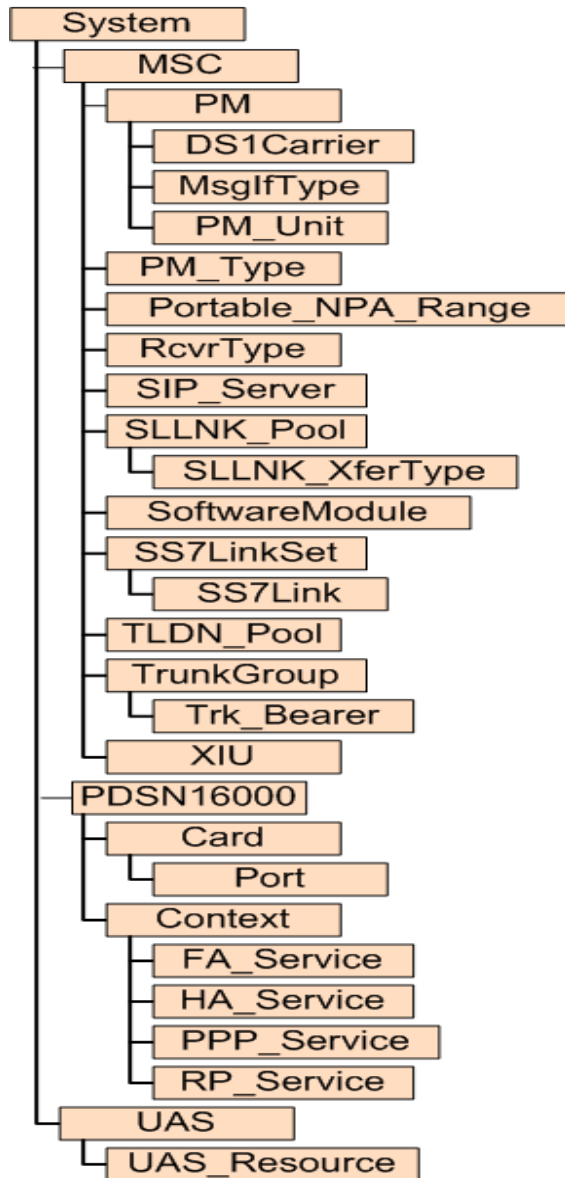 System
MSC
PM
DS1Carrier
MsgIfType
PM_Unit
PM_Type
Portable_NPA_Range
RcvrType
SIP_Server
SLLNK_Pool
SLLNK_XferType
SoftwareModule
SS7LinkSet
SS7Link
TLDN_Pool
TrunkGroup
Trk_Bearer
XIU
PDSN16000
Card
Port
Context
FA_Service
HA_Service
PPP_Service
RP_Service
UAS
UAS_Resource